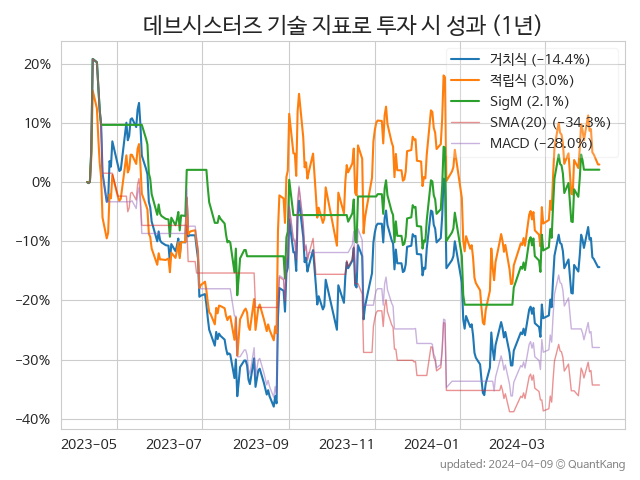 데브시스터즈 기술 지표로 투자 시 성과 (1년)
거치식 (−14.4%)
적립식 (3.0%)
SigM (2.1%)
SMA(20) (−34.3%)
MACD (−28.0%)
20%
10%
0%
−10%
−20%
−30%
−40%
2023-05 2023-07 2023-09 2023-11 2024-01 2024-03
updated: 2024-04-09 © QuantKang